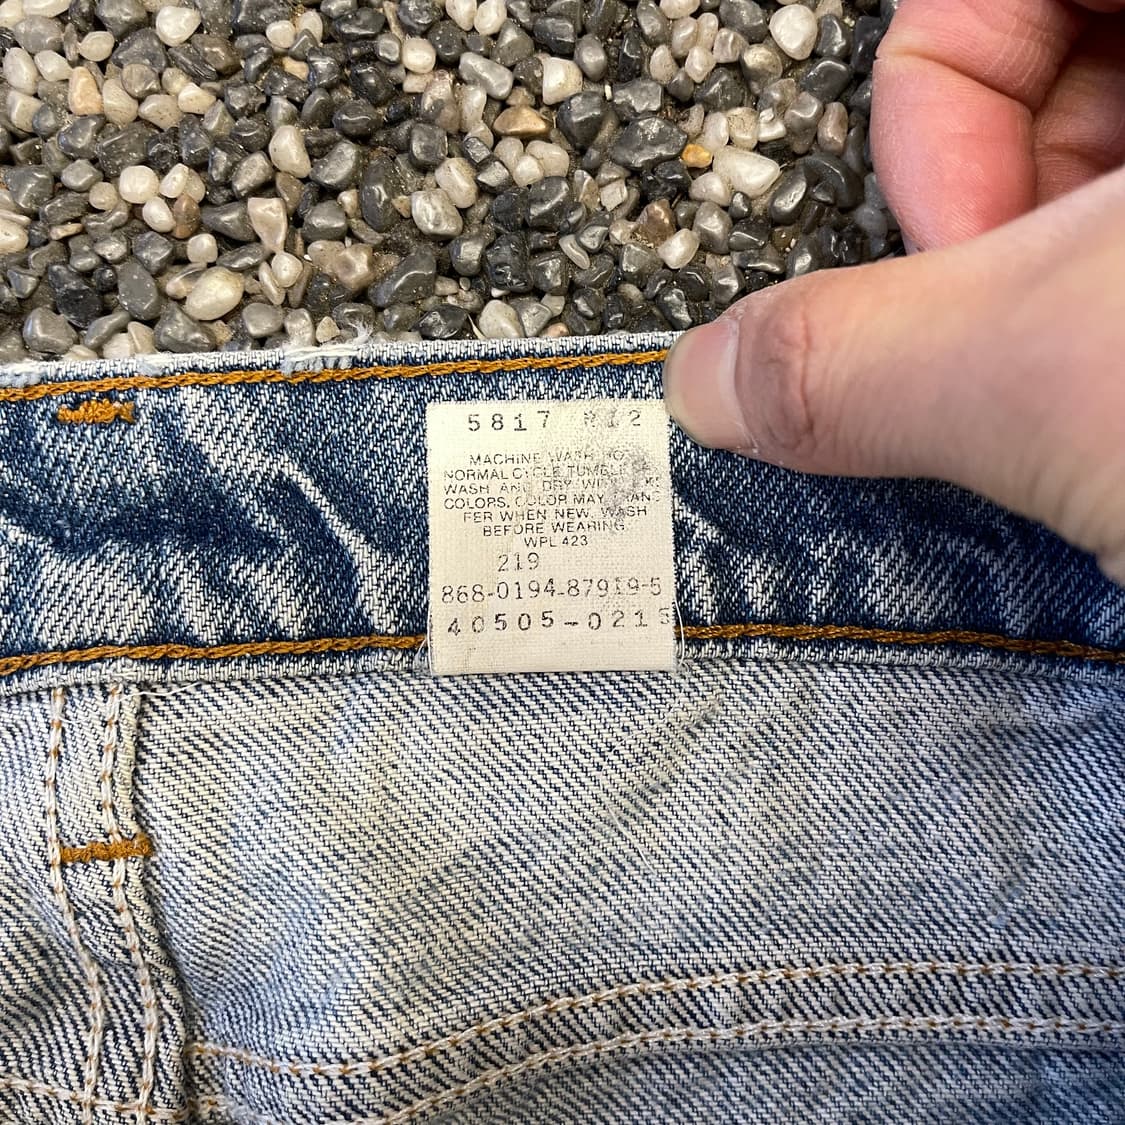 5817 R12
MACHINE WASH
NORMAL CYCLE TUMBLE
WASH AND DRY
COLORS. COLOR MAY
FER WHEN NEW. WASH
BEFORE WEARING.
WPL 423
219
868-0194-87919-5
40505-0215